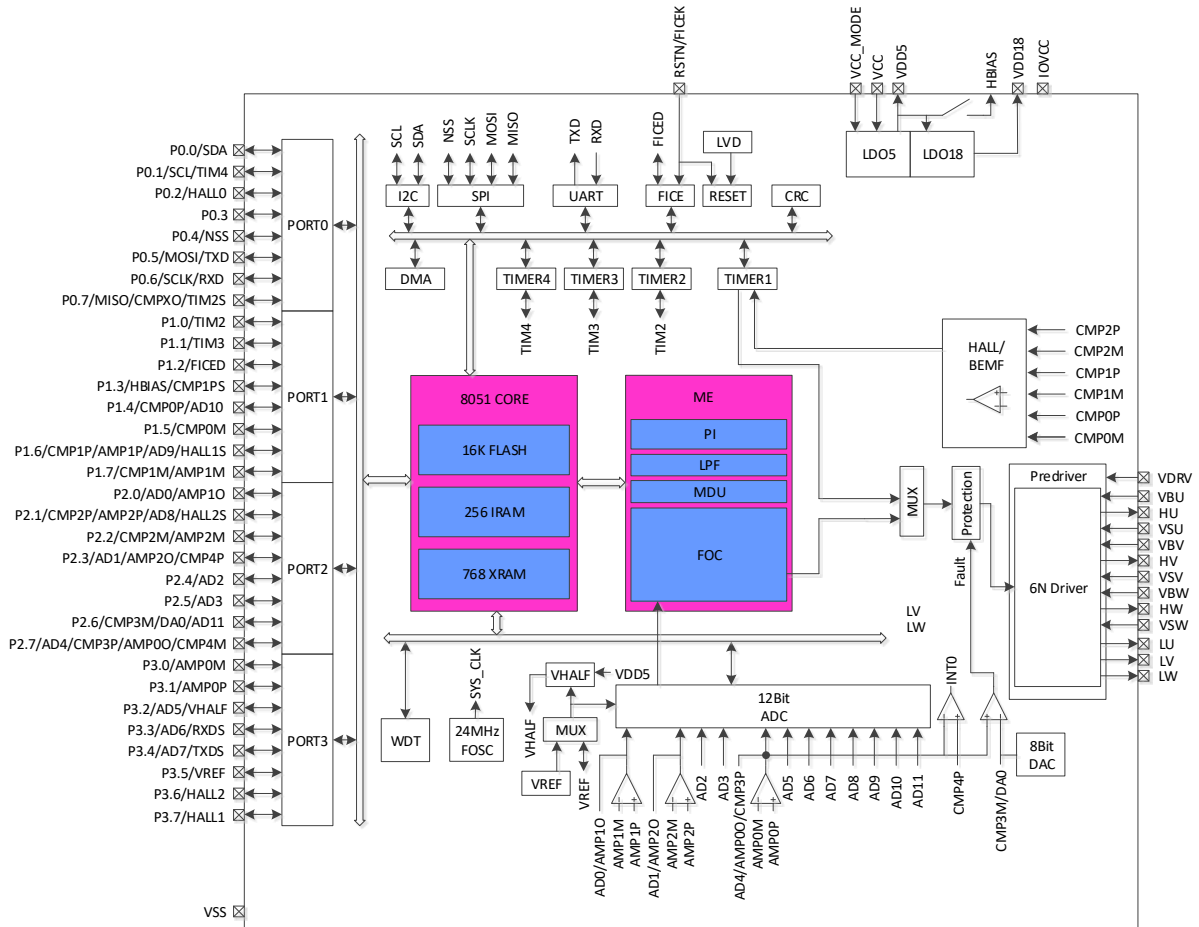 RSTN/FICEK
VCC_MODE
VCC
VDD5
HBIAS
VDD18
IOVCC
P0.0/SDA
P0.1/SCL/TIM4
P0.2/HALL0
P0.3
P0.4/NSS
P0.5/MOSI/TXD
P0.6/SCLK/RXD
P0.7/MISO/CMPXO/TIM2S
PORT0
P1.0/TIM2
P1.1/TIM3
P1.2/FICED
P1.3/HBIAS/CMP1PS
P1.4/CMP0P/AD10
P1.5/CMP0M
P1.6/CMP1P/AMP1P/AD9/HALL1S
P1.7/CMP1M/AMP1M
PORT1
P2.0/AD0/AMP1O
P2.1/CMP2P/AMP2P/AD8/HALL2S
P2.2/CMP2M/AMP2M
P2.3/AD1/AMP2O/CMP4P
P2.4/AD2
P2.5/AD3
P2.6/CMP3M/DA0/AD11
P2.7/AD4/CMP3P/AMP0O/CMP4M
PORT2
P3.0/AMP0M
P3.1/AMP0P
P3.2/AD5/VHALF
P3.3/AD6/RXDS
P3.4/AD7/TXDS
P3.5/VREF
P3.6/HALL2
P3.7/HALL1
PORT3
VSS
SCL
SDA
NSS
SCLK
MOSI
MISO
TXD
RXD
FICED
LVD
I2C
SPI
UART
FICE
RESET
CRC
LDO5
LDO18
DMA
TIMER4
TIMER3
TIMER2
TIMER1
TIM4
TIM3
TIM2
HALL/
BEMF
CMP2P
CMP2M
CMP1P
CMP1M
CMP0P
CMP0M
8051 CORE
16K FLASH
256 IRAM
768 XRAM
ME
PI
LPF
MDU
FOC
MUX
Protection
Fault
Predriver
6N Driver
VDRV
VBU
HU
VSU
VBV
HV
VSV
VBW
HW
VSW
LU
LV
LW
LV
LW
WDT
SYS_CLK
24MHz
FOSC
VHALF
VDD5
VHALF
MUX
VREF
VREF
12Bit
ADC
INT0
8Bit
DAC
AD0/AMP1O
AMP1M
AMP1P
AD1/AMP2O
AMP2M
AMP2P
AD2
AD3
AD4/AMP0O/CMP3P
AMP0M
AMP0P
AD5
AD6
AD7
AD8
AD9
AD10
AD11
CMP4P
CMP3M/DA0